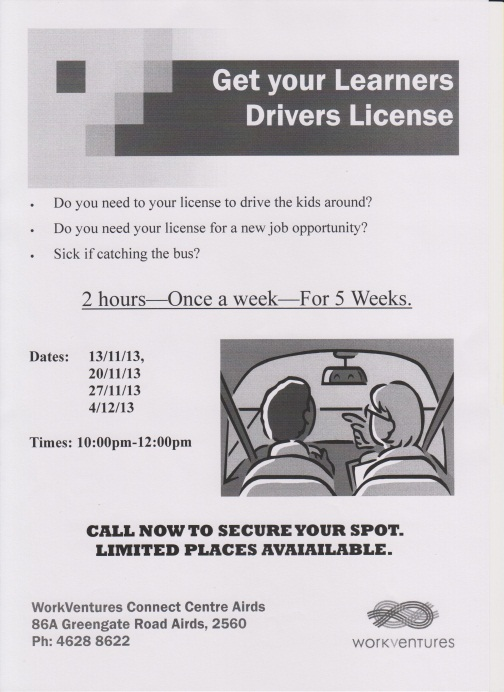 Get your Learners
Drivers License
• Do you need to your license to drive the kids around?
• Do you need your license for a new job opportunity?
• Sick if catching the bus?
2 hours—Once a week—For 5 Weeks.
Dates: 13/11/13,
20/11/13
27/11/13
4/12/13
Times: 10:00pm-12:00pm
CALL NOW TO SECURE YOUR SPOT.
LIMITED PLACES AVAIAILABLE.
WorkVentures Connect Centre Airds
86A Greengate Road Airds, 2560
Ph: 4628 8622
workventures